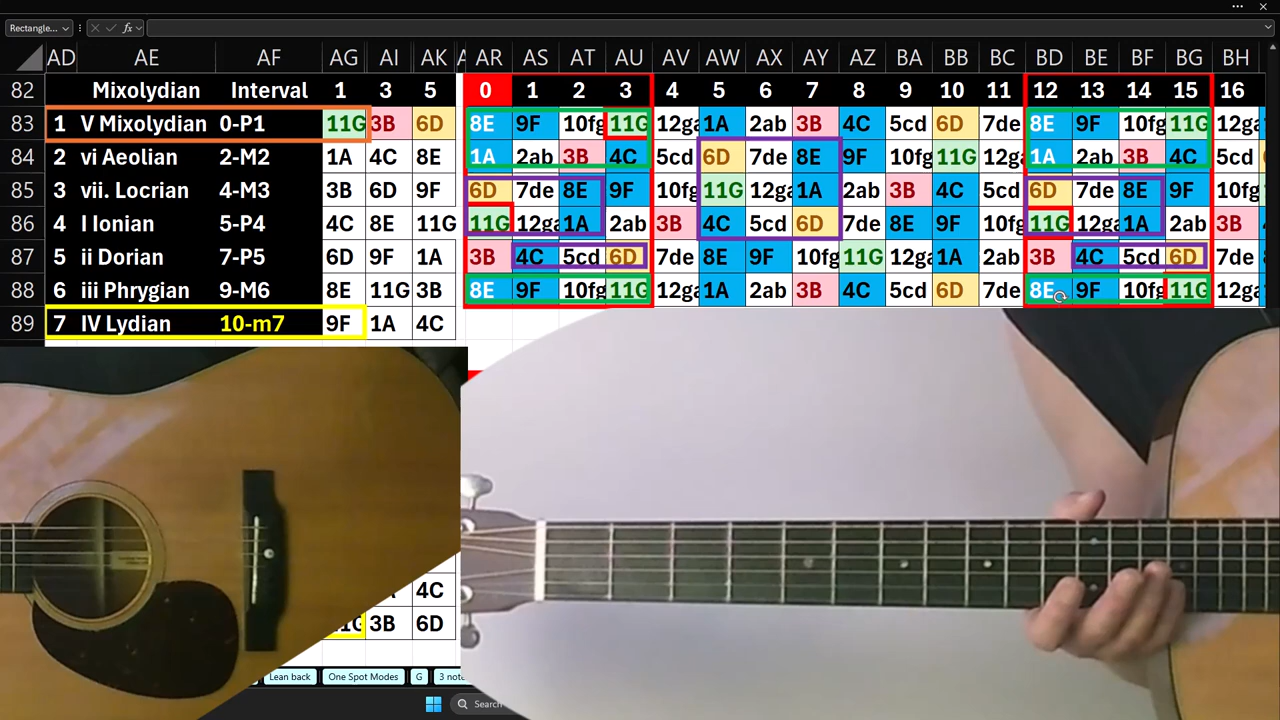 Rectangle... fx
AD AE AF AG AI AK A AR AS AT AU AV AW AX AY AZ BA BB BC BD BE BF BG BH
82 Mixolydian Interval 1 3 5 0 1 2 3 4 5 6 7 8 9 10 11 12 13 14 15 16
83 1 V Mixolydian 0-P1 11G 3B 6D 8E 9F 10fg 11G 12ga 1A 2ab 3B 4C 5cd 6D 7de 8E 9F 10fg 11G 12ga
84 2 vi Aeolian 2-M2 1A 4C 8E 1A 2ab 3B 4C 5cd 6D 7de 8E 9F 10fg 11G 12ga 1A 2ab 3B 4C 5cd
85 3 vii. Locrian 4-M3 3B 6D 9F 6D 7de 8E 9F 10fg 11G 12ga 1A 2ab 3B 4C 5cd 6D 7de 8E 9F 10fg
86 4 I Ionian 5-P4 4C 8E 11G 11G 12ga 1A 2ab 3B 4C 5cd 6D 7de 8E 9F 10fg 11G 12ga 1A 2ab 3B
87 5 ii Dorian 7-P5 6D 9F 1A 3B 4C 5cd 6D 7de 8E 9F 10fg 11G 12ga 1A 2ab 3B 4C 5cd 6D 7de
88 6 iii Phrygian 9-M6 8E 11G 3B 8E 9F 10fg 11G 12ga 1A 2ab 3B 4C 5cd 6D 7de 8E 9F 10fg 11G 12ga
89 7 IV Lydian 10-m7 9F 1A 4C
4C
3B 6D
Lean back One Spot Modes G 3 note
Search